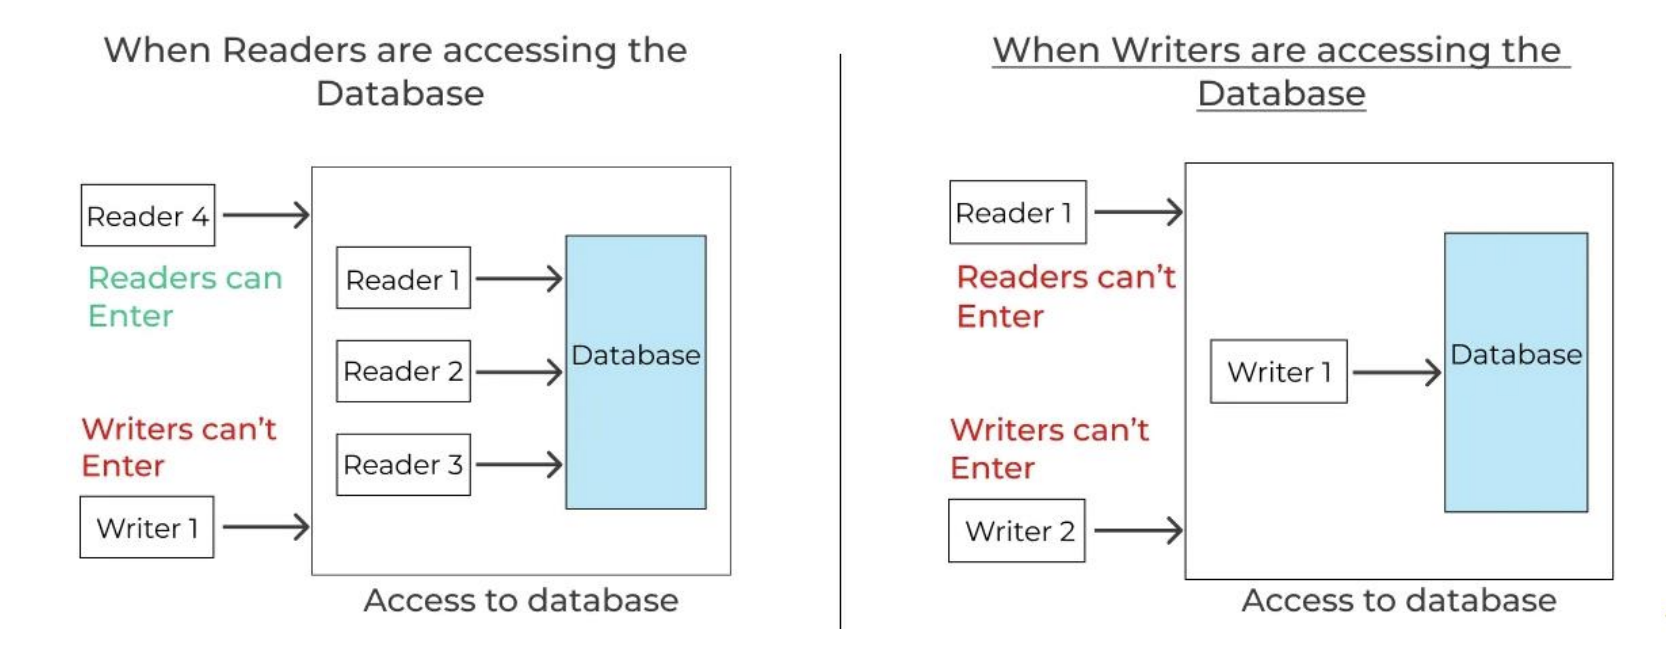 When Readers are accessing the
Database
Reader 4
Readers can
Enter
Writers can't
Enter
Writer 1
Reader 1
Reader 2
Reader 3
Database
Access to database
When Writers are accessing the
Database
Reader 1
Readers can't
Enter
Writers can't
Enter
Writer 2
Writer 1
Database
Access to database